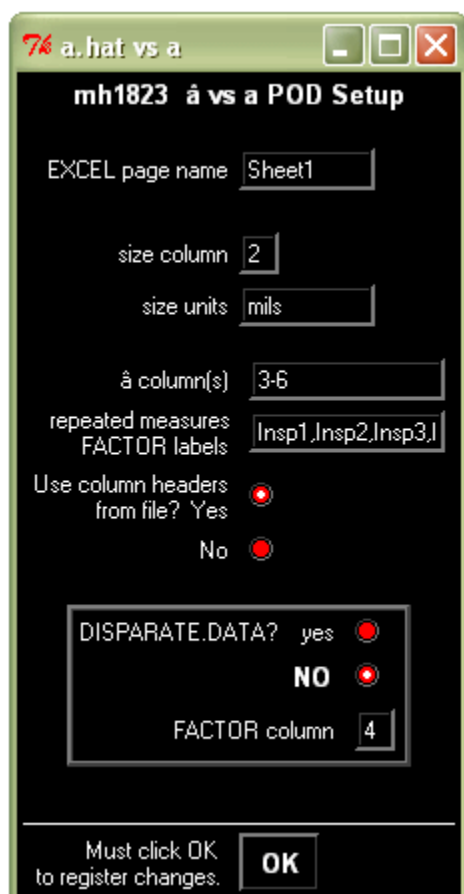 a.hat vs a
mh1823 â vs a POD Setup
EXCEL page name Sheet1
size column 2
size units mils
â column(s) 3-6
repeated measures
FACTOR labels Insp1,Insp2,Insp3,I
Use column headers
from file? Yes
No
DISPARATE.DATA? yes
NO
FACTOR column 4
Must click OK
to register changes. OK